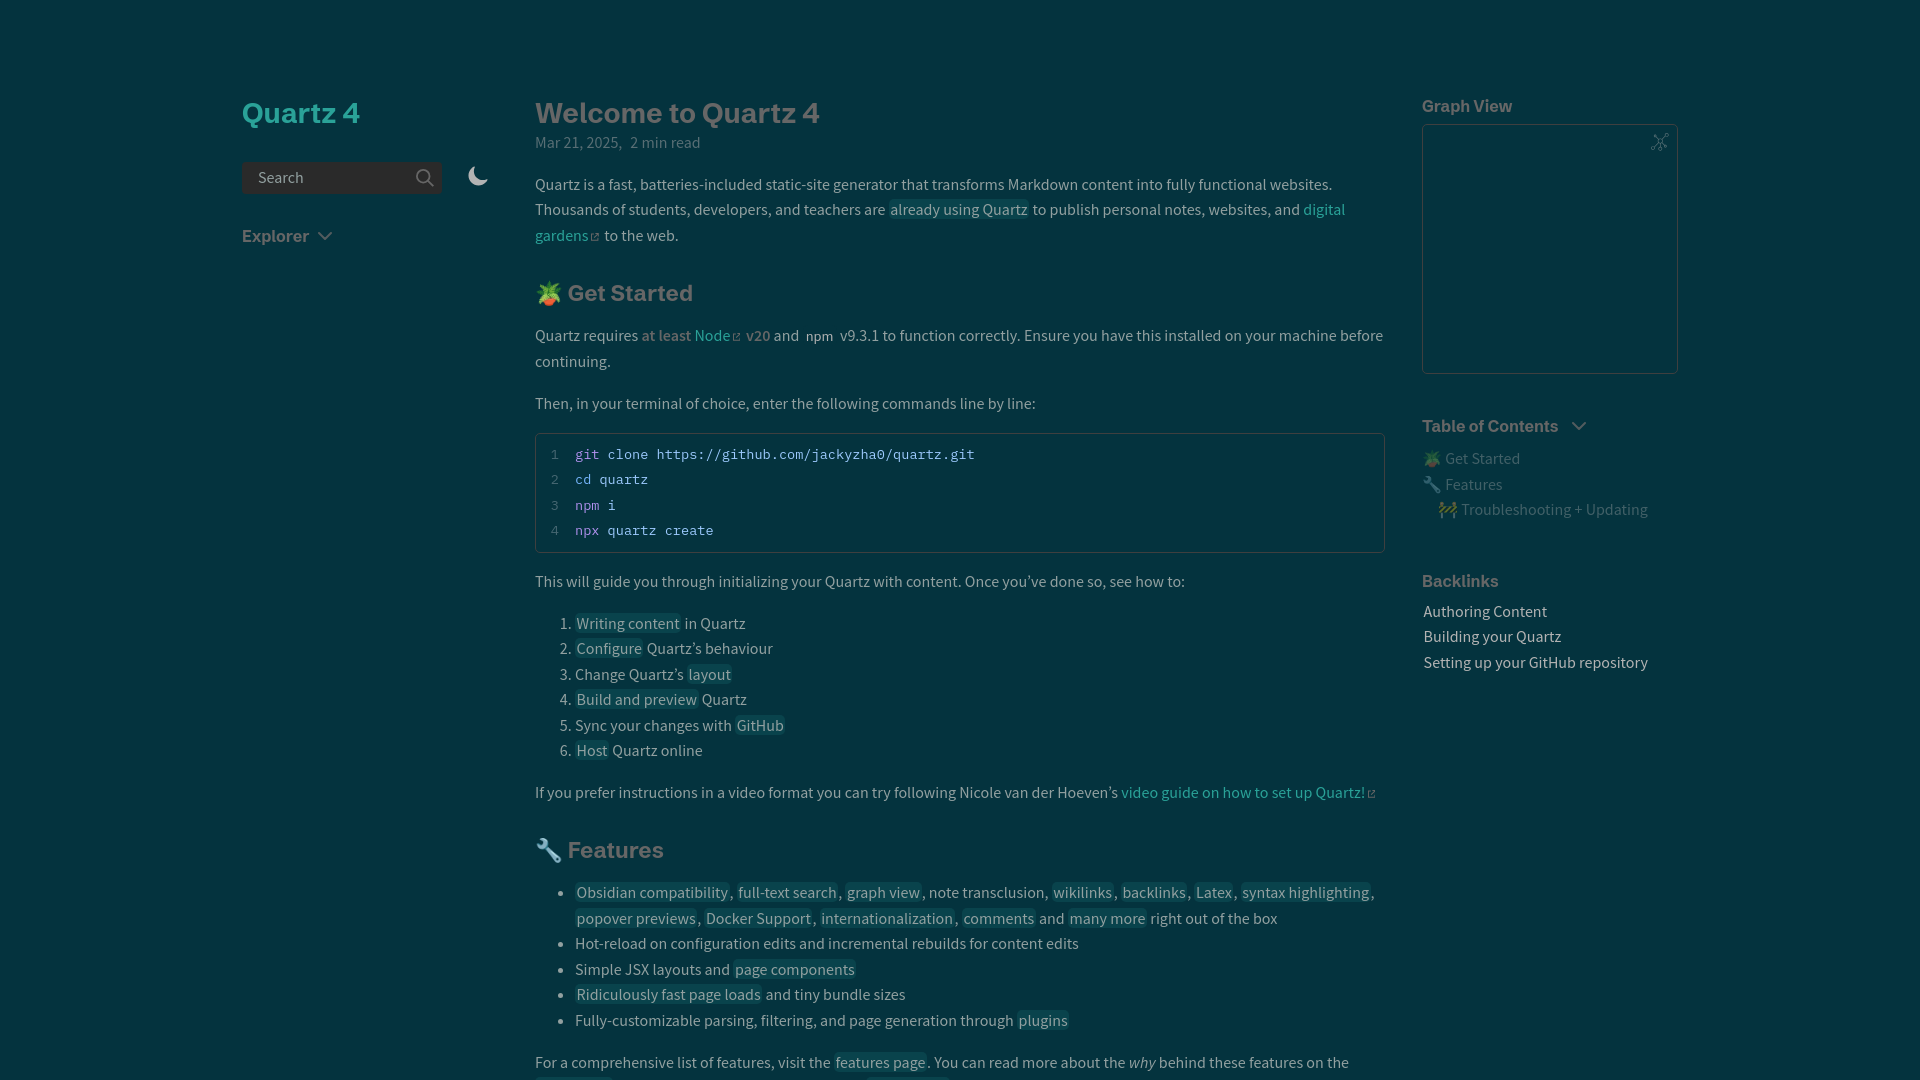 Quartz 4
Search
Explorer
Welcome to Quartz 4
Mar 21, 2025, 2 min read
Quartz is a fast, batteries-included static-site generator that transforms Markdown content into fully functional websites.
Thousands of students, developers, and teachers are already using Quartz to publish personal notes, websites, and digital
gardens to the web.
🪴 Get Started
Quartz requires at least Node v20 and npm v9.3.1 to function correctly. Ensure you have this installed on your machine before
continuing.
Then, in your terminal of choice, enter the following commands line by line:
1 git clone https://github.com/jackyzha0/quartz.git
2 cd quartz
3 npm i
4 npx quartz create
This will guide you through initializing your Quartz with content. Once you’ve done so, see how to:
1. Writing content in Quartz
2. Configure Quartz’s behaviour
3. Change Quartz’s layout
4. Build and preview Quartz
5. Sync your changes with GitHub
6. Host Quartz online
If you prefer instructions in a video format you can try following Nicole van der Hoeven’s video guide on how to set up Quartz!
🔧 Features
• Obsidian compatibility, full-text search, graph view, note transclusion, wikilinks, backlinks, Latex, syntax highlighting,
popover previews, Docker Support, internationalization, comments and many more right out of the box
• Hot-reload on configuration edits and incremental rebuilds for content edits
• Simple JSX layouts and page components
• Ridiculously fast page loads and tiny bundle sizes
• Fully-customizable parsing, filtering, and page generation through plugins
For a comprehensive list of features, visit the features page. You can read more about the why behind these features on the
Graph View
Table of Contents
🪴 Get Started
🔧 Features
🚧 Troubleshooting + Updating
Backlinks
Authoring Content
Building your Quartz
Setting up your GitHub repository